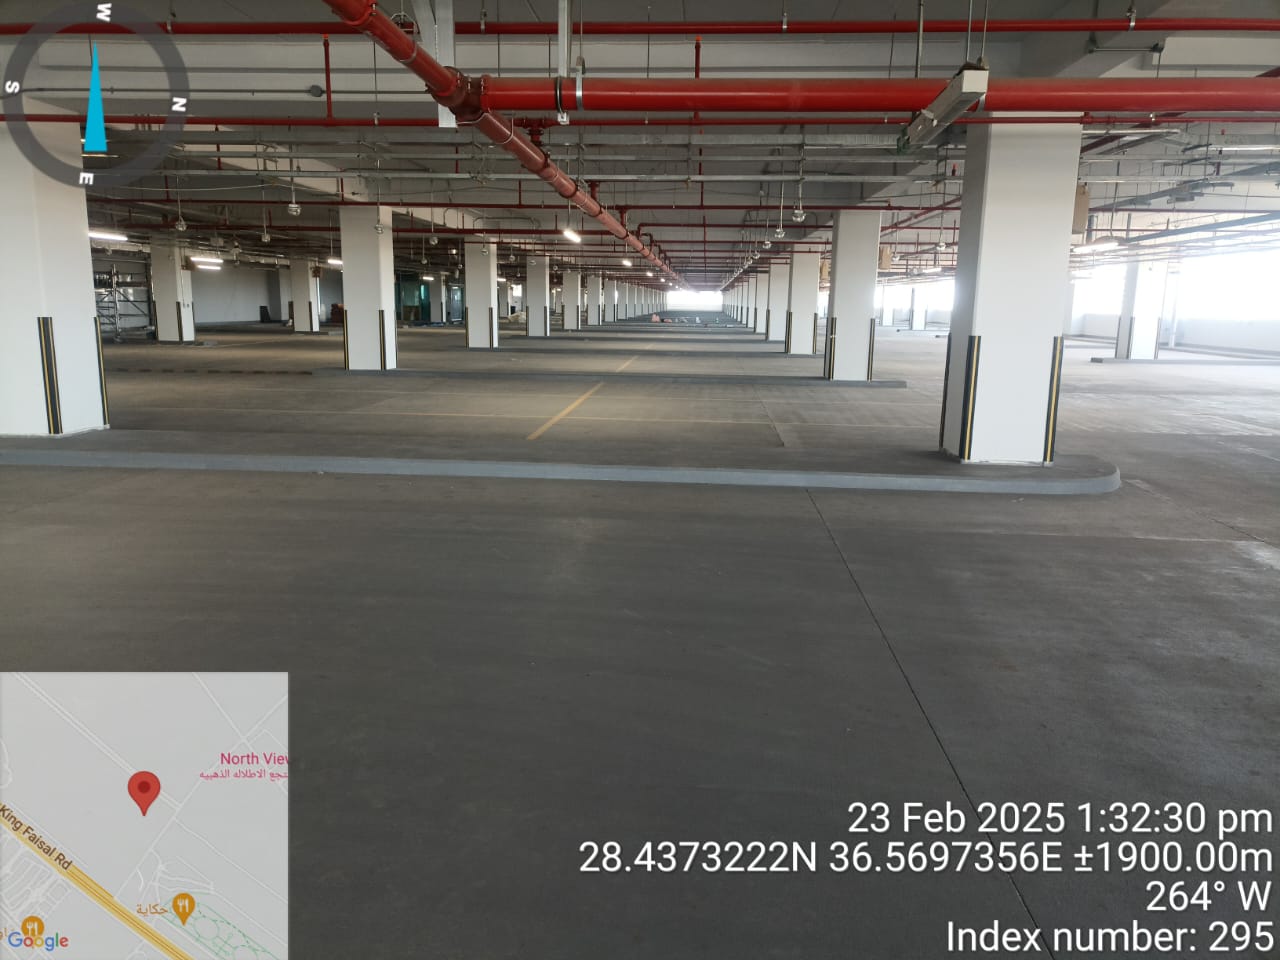 W
S
N
E
North View
تجع الاطلاله الذهبيه
King Faisal Rd
حكاية
Google
23 Feb 2025 1:32:30 pm
28.4373222N 36.5697356E ±1900.00m
264° W
Index number: 295